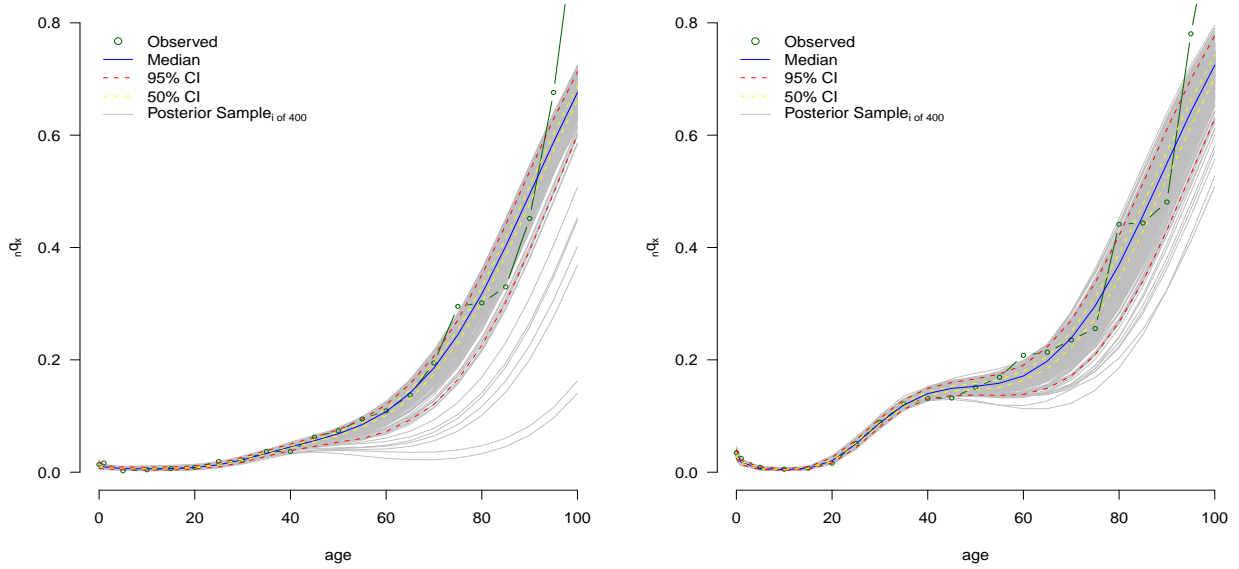 0.8
0.6
0.4
0.2
0.0
nqx
Observed
Median
95% CI
50% CI
Posterior Sample i of 400
0 20 40 60 80 100
age
0.8
0.6
0.4
0.2
0.0
nqx
Observed
Median
95% CI
50% CI
Posterior Sample i of 400
0 20 40 60 80 100
age